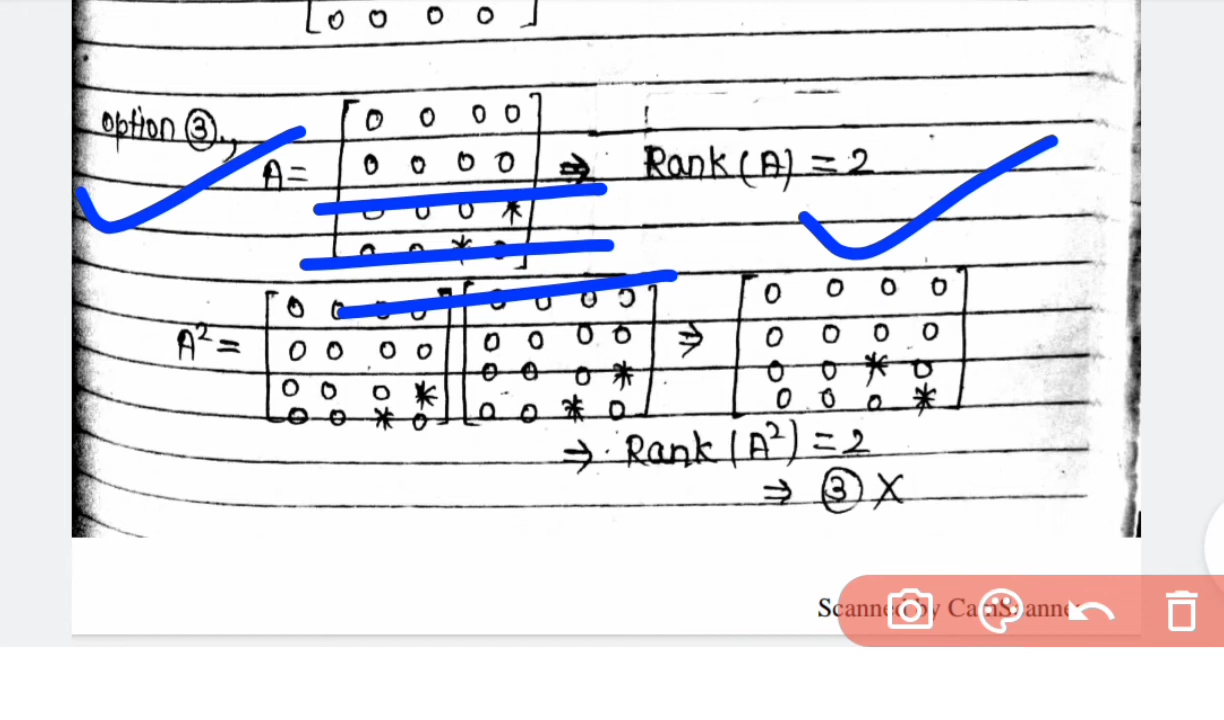 [0 0 0 0]
option ③.,
A = [0 0 0 0
0 0 0 0
0 0 0 *
0 0 * 0] ⇒ Rank (A) = 2
A² = [0 0 0 0
0 0 0 0
0 0 0 *
0 0 * 0] [0 0 0 0
0 0 0 0
0 0 0 *
0 0 * 0] ⇒ [0 0 0 0
0 0 0 0
0 0 * 0
0 0 0 *]
⇒ Rank (A²) = 2
⇒ ③ X
Scanned by CamScanner